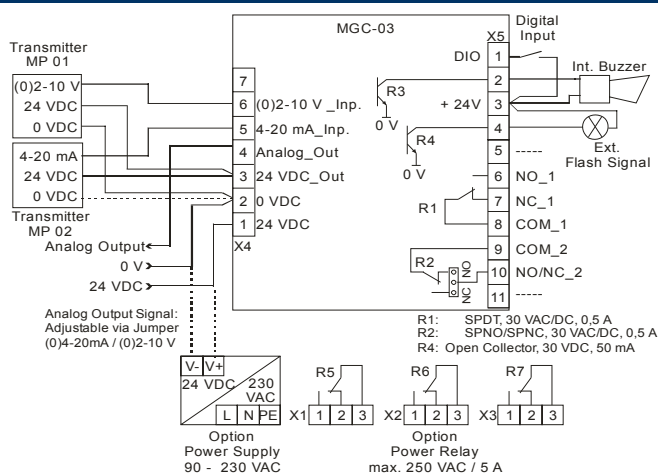 MGC-03
Digital
Input
X5
Transmitter
MP 01
DIO
1
Int. Buzzer
(0)2-10 V
24 VDC
0 VDC
7
6
(0)2-10 V _Inp.
5
4-20 mA_Inp.
4
Analog_Out
3
24 VDC_Out
2
0 VDC
1
24 VDC
X4
R3
0 V
R4
0 V
2
+ 24V
3
4
Ext.
Flash Signal
5
-----
6
NO_1
7
NC_1
8
COM_1
R1
9
COM_2
10
NO/NC_2
11
-----
R2
NO
NC
4-20 mA
24 VDC
0 VDC
Transmitter
MP 02
Analog Output
0 V
24 VDC
Analog Output Signal:
Adjustable via Jumper
(0)4-20mA / (0)2-10 V
R1: SPDT, 30 VAC/DC, 0,5 A
R2: SPNO/SPNC, 30 VAC/DC, 0,5 A
R4: Open Collector, 30 VDC, 50 mA
V- V+
24 VDC
230
VAC
L N PE
Option
Power Supply
90 - 230 VAC
R5
X1 1 2 3
R6
X2 1 2 3
R7
X3 1 2 3
Option
Power Relay
max. 250 VAC / 5 A